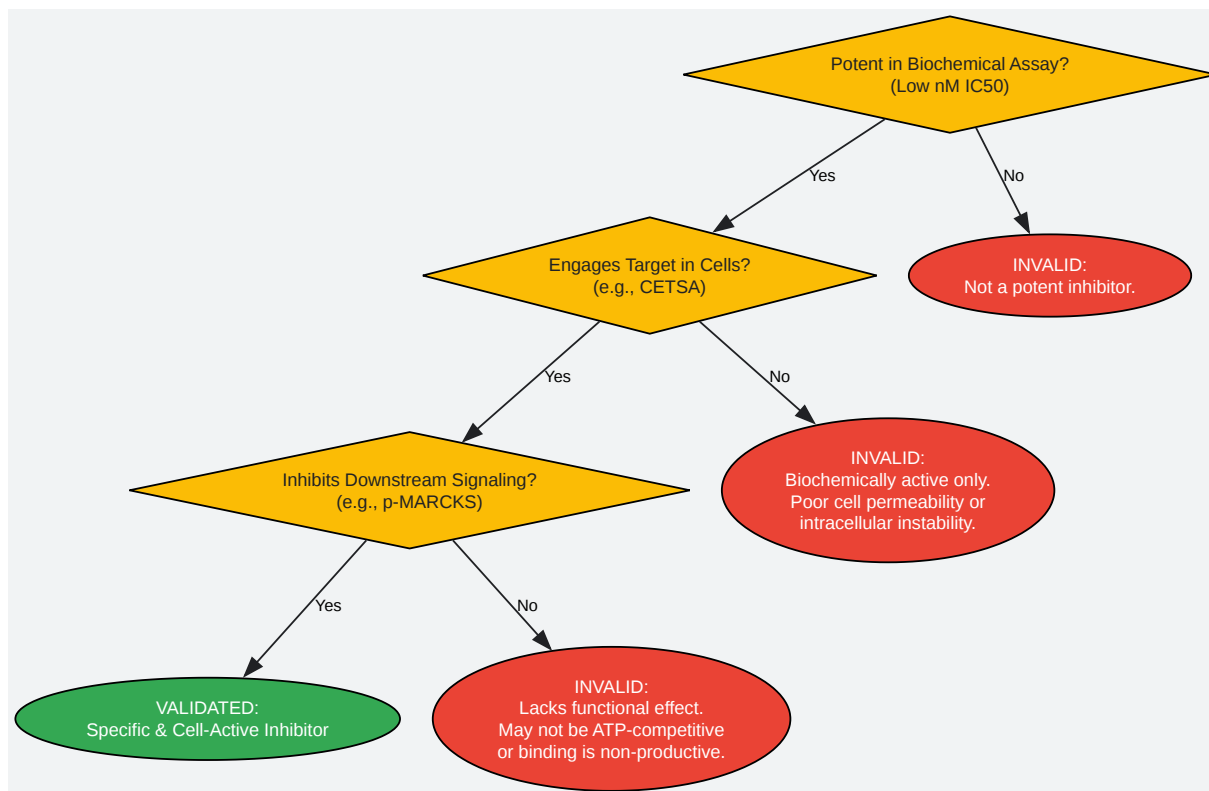 Potent in Biochemical Assay?
(Low nM IC50)
Yes
No
Engages Target in Cells?
(e.g., CETSA)
INVALID:
Not a potent inhibitor.
Yes
No
Inhibits Downstream Signaling?
(e.g., p-MARCKS)
INVALID:
Biochemically active only.
Poor cell permeability or
intracellular instability.
Yes
No
VALIDATED:
Specific & Cell-Active Inhibitor
INVALID:
Lacks functional effect.
May not be ATP-competitive
or binding is non-productive.